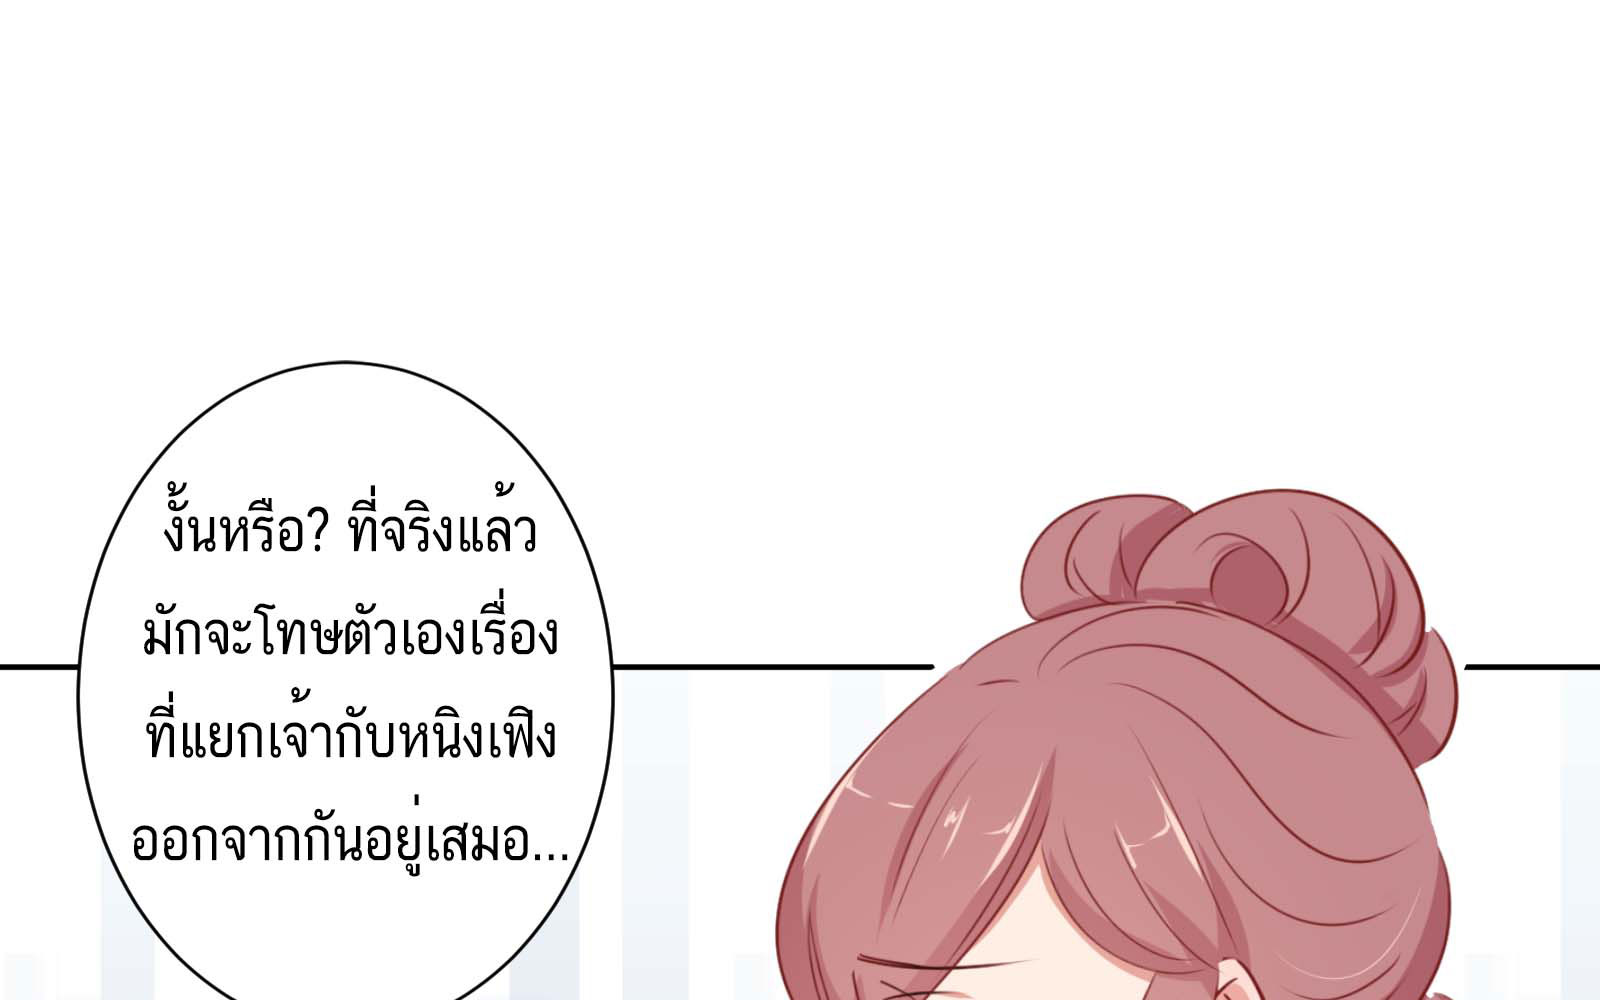 งั้นหรือ? ที่จริงแล้ว
มักจะโทษตัวเองเรื่อง
ที่แยกเจ้ากับหนิงเฟิง
ออกจากกันอยู่เสมอ...